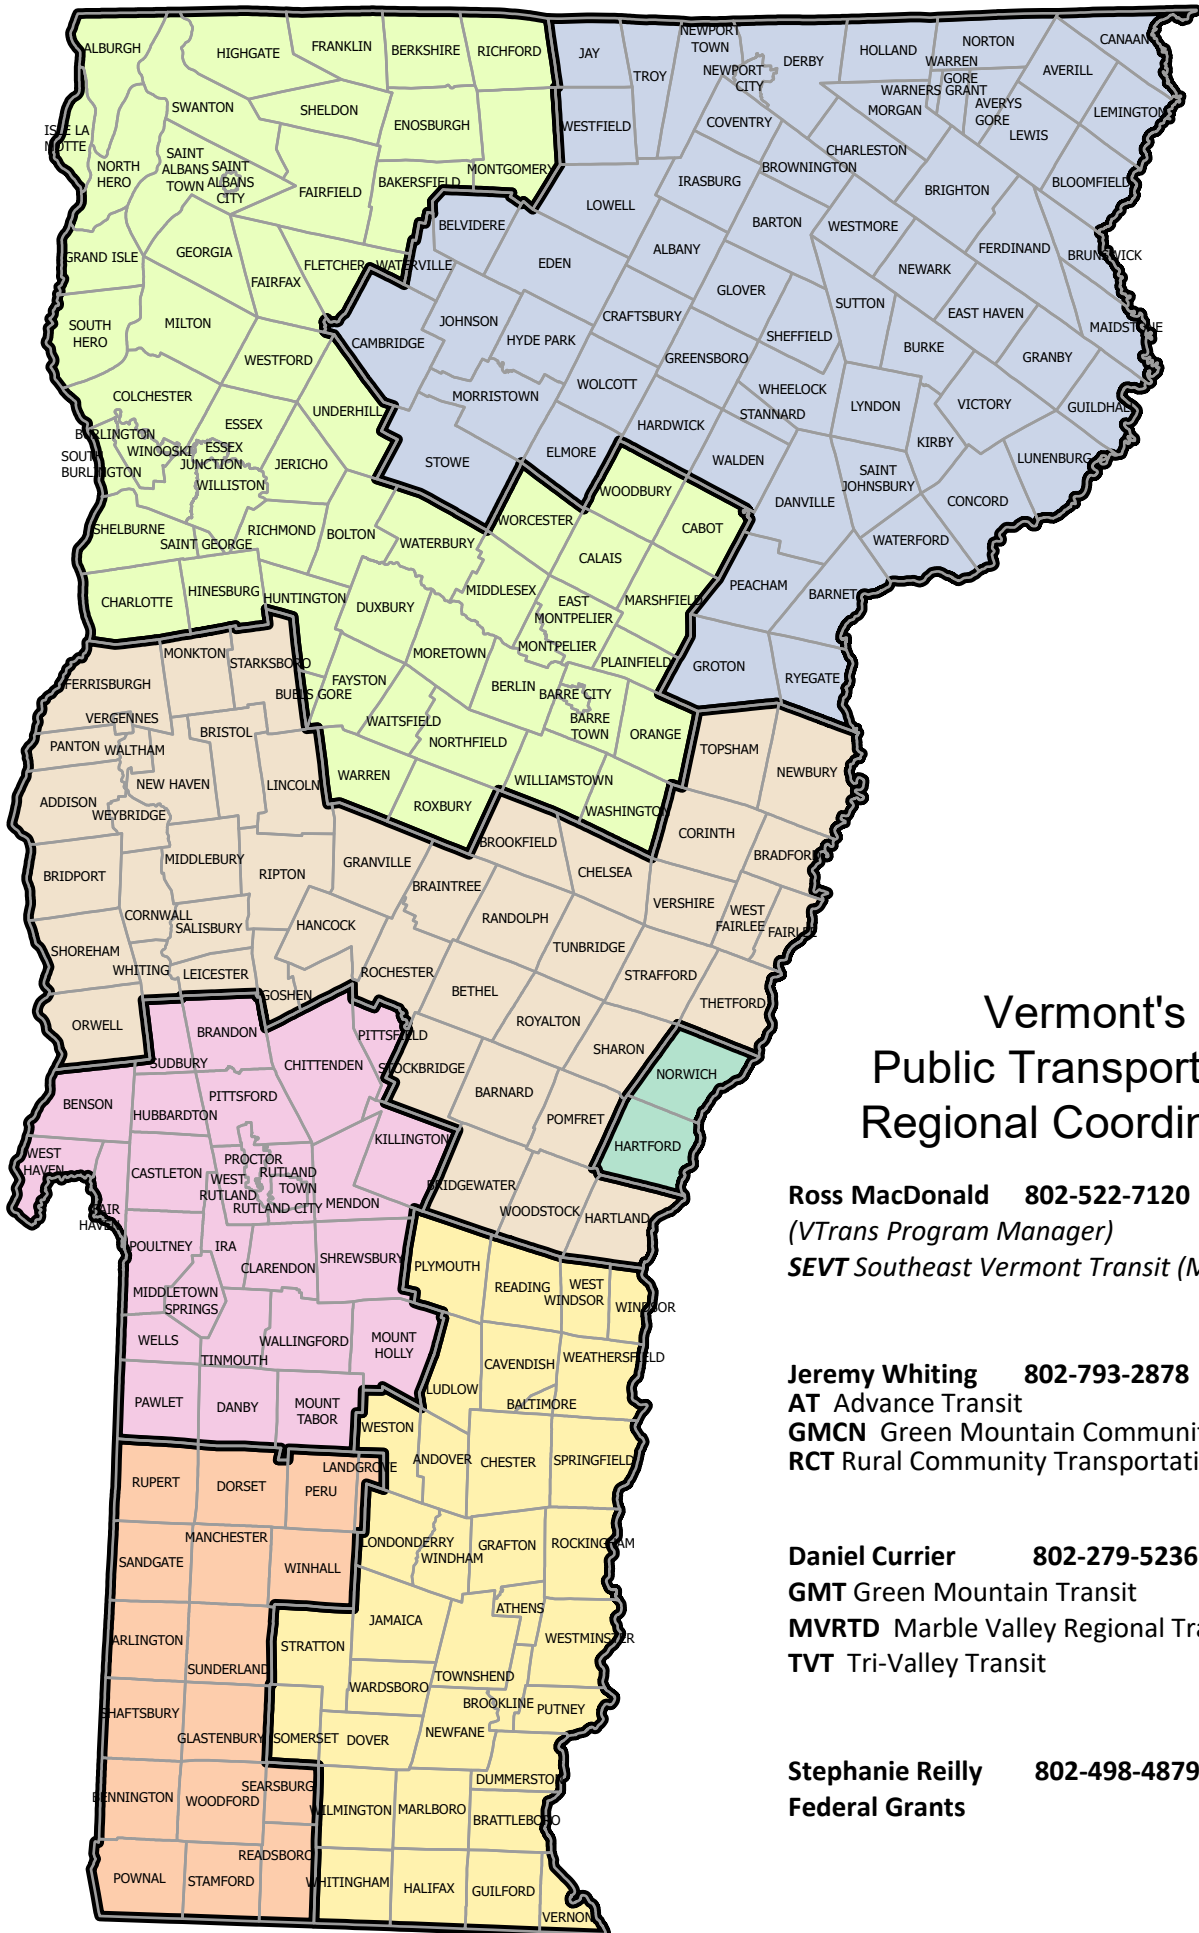 ALBURGH
HIGHGATE
FRANKLIN
BERKSHIRE
RICHFORD
JAY
TROY
NEWPORT
TOWN
NEWPORT
CITY
DERBY
HOLLAND
NORTON
WARREN
GORE
WARNERS GRANT
AVERILL
CANAAN
SWANTON
SHELDON
ENOSBURGH
WESTFIELD
COVENTRY
MORGAN
AVERYS
GORE
LEWIS
LEMINGTON
ISLE LA
MOTTE
NORTH
HERO
SAINT
ALBANS
TOWN
SAINT
ALBANS
CITY
FAIRFIELD
BAKERSFIELD
MONTGOMERY
IRASBURG
BROWNINGTON
CHARLESTON
BRIGHTON
BLOOMFIELD
BELVIDERE
LOWELL
BARTON
WESTMORE
GRAND ISLE
GEORGIA
FAIRFAX
FLETCHER
WATERVILLE
EDEN
ALBANY
NEWARK
FERDINAND
BRUNSWICK
GLOVER
SUTTON
EAST HAVEN
MAIDSTONE
SOUTH
HERO
MILTON
WESTFORD
CAMBRIDGE
JOHNSON
HYDE PARK
CRAFTSBURY
GREENSBORO
SHEFFIELD
BURKE
GRANBY
COLCHESTER
UNDERHILL
MORRISTOWN
WOLCOTT
WHEELOCK
STANNARD
LYNDON
VICTORY
GUILDHALL
BURLINGTON
WINOOSKI
SOUTH
BURLINGTON
ESSEX
ESSEX
JUNCTION
WILLISTON
JERICHO
STOWE
ELMORE
HARDWICK
WALDEN
KIRBY
LUNENBURG
DANVILLE
SAINT
JOHNSBURY
CONCORD
WOODBURY
WORCESTER
CABOT
SHELBURNE
SAINT GEORGE
RICHMOND
BOLTON
WATERBURY
CALAIS
WATERFORD
CHARLOTTE
HINESBURG
HUNTINGTON
DUXBURY
MIDDLESEX
EAST
MONTPELIER
MARSHFIELD
PEACHAM
BARNET
MONKTON
STARKSBORO
MORETOWN
MONTPELIER
PLAINFIELD
GROTON
RYEGATE
FERRISBURGH
BUELS GORE
FAYSTON
BERLIN
BARRE CITY
VERGENNES
BRISTOL
WAITSFIELD
NORTHFIELD
BARRE
TOWN
ORANGE
TOPSHAM
PANTON
WALTHAM
NEW HAVEN
LINCOLN
WARREN
WILLIAMSTOWN
NEWBURY
ADDISON
WEYBRIDGE
ROXBURY
WASHINGTON
CORINTH
BROOKFIELD
BRADFORD
BRIDPORT
MIDDLEBURY
RIPTON
GRANVILLE
BRAINTREE
CHELSEA
VERSHIRE
WEST
FAIRLEE
FAIRLEE
CORNWALL
SALISBURY
HANCOCK
RANDOLPH
TUNBRIDGE
SHOREHAM
WHITING
LEICESTER
ROCHESTER
STRAFFORD
GOSHEN
BETHEL
THETFORD
ORWELL
BRANDON
PITTSFIELD
ROYALTON
SHARON
SUDBURY
CHITTENDEN
STOCKBRIDGE
NORWICH
BENSON
HUBBARDTON
PITTSFORD
BARNARD
POMFRET
HARTFORD
WEST
HAVEN
CASTLETON
PROCTOR
WEST
RUTLAND
RUTLAND
TOWN
RUTLAND CITY
MENDON
KILLINGTON
BRIDGEWATER
WOODSTOCK
HARTLAND
FAIR
HAVEN
POULTNEY
IRA
CLARENDON
SHREWSBURY
PLYMOUTH
READING
WEST
WINDSOR
WINDSOR
MIDDLETOWN
SPRINGS
WELLS
TINMOUTH
WALLINGFORD
MOUNT
HOLLY
CAVENDISH
WEATHERSFIELD
LUDLOW
BALTIMORE
PAWLET
DANBY
MOUNT
TABOR
WESTON
ANDOVER
CHESTER
SPRINGFIELD
LANDGROVE
RUPERT
DORSET
PERU
MANCHESTER
LONDONDERRY
WINDHAM
GRAFTON
ROCKINGHAM
SANDGATE
WINHALL
ATHENS
JAMAICA
ARLINGTON
SUNDERLAND
STRATTON
WESTMINSTER
TOWNSHEND
WARDSBORO
BROOKLINE
PUTNEY
SHAFTSBURY
GLASTENBURY
SOMERSET
DOVER
NEWFANE
DUMMERSTON
BENNINGTON
WOODFORD
SEARSBURG
WILMINGTON
MARLBORO
BRATTLEBORO
READSBORO
POWNAL
STAMFORD
WHITINGHAM
HALIFAX
GUILFORD
VERNON
Vermont's
Public Transport
Regional Coordin
Ross MacDonald 802-522-7120
(VTrans Program Manager)
SEVT Southeast Vermont Transit (M
Jeremy Whiting 802-793-2878
AT Advance Transit
GMCN Green Mountain Communit
RCT Rural Community Transportati
Daniel Currier 802-279-5236
GMT Green Mountain Transit
MVRTD Marble Valley Regional Tra
TVT Tri-Valley Transit
Stephanie Reilly 802-498-4879
Federal Grants